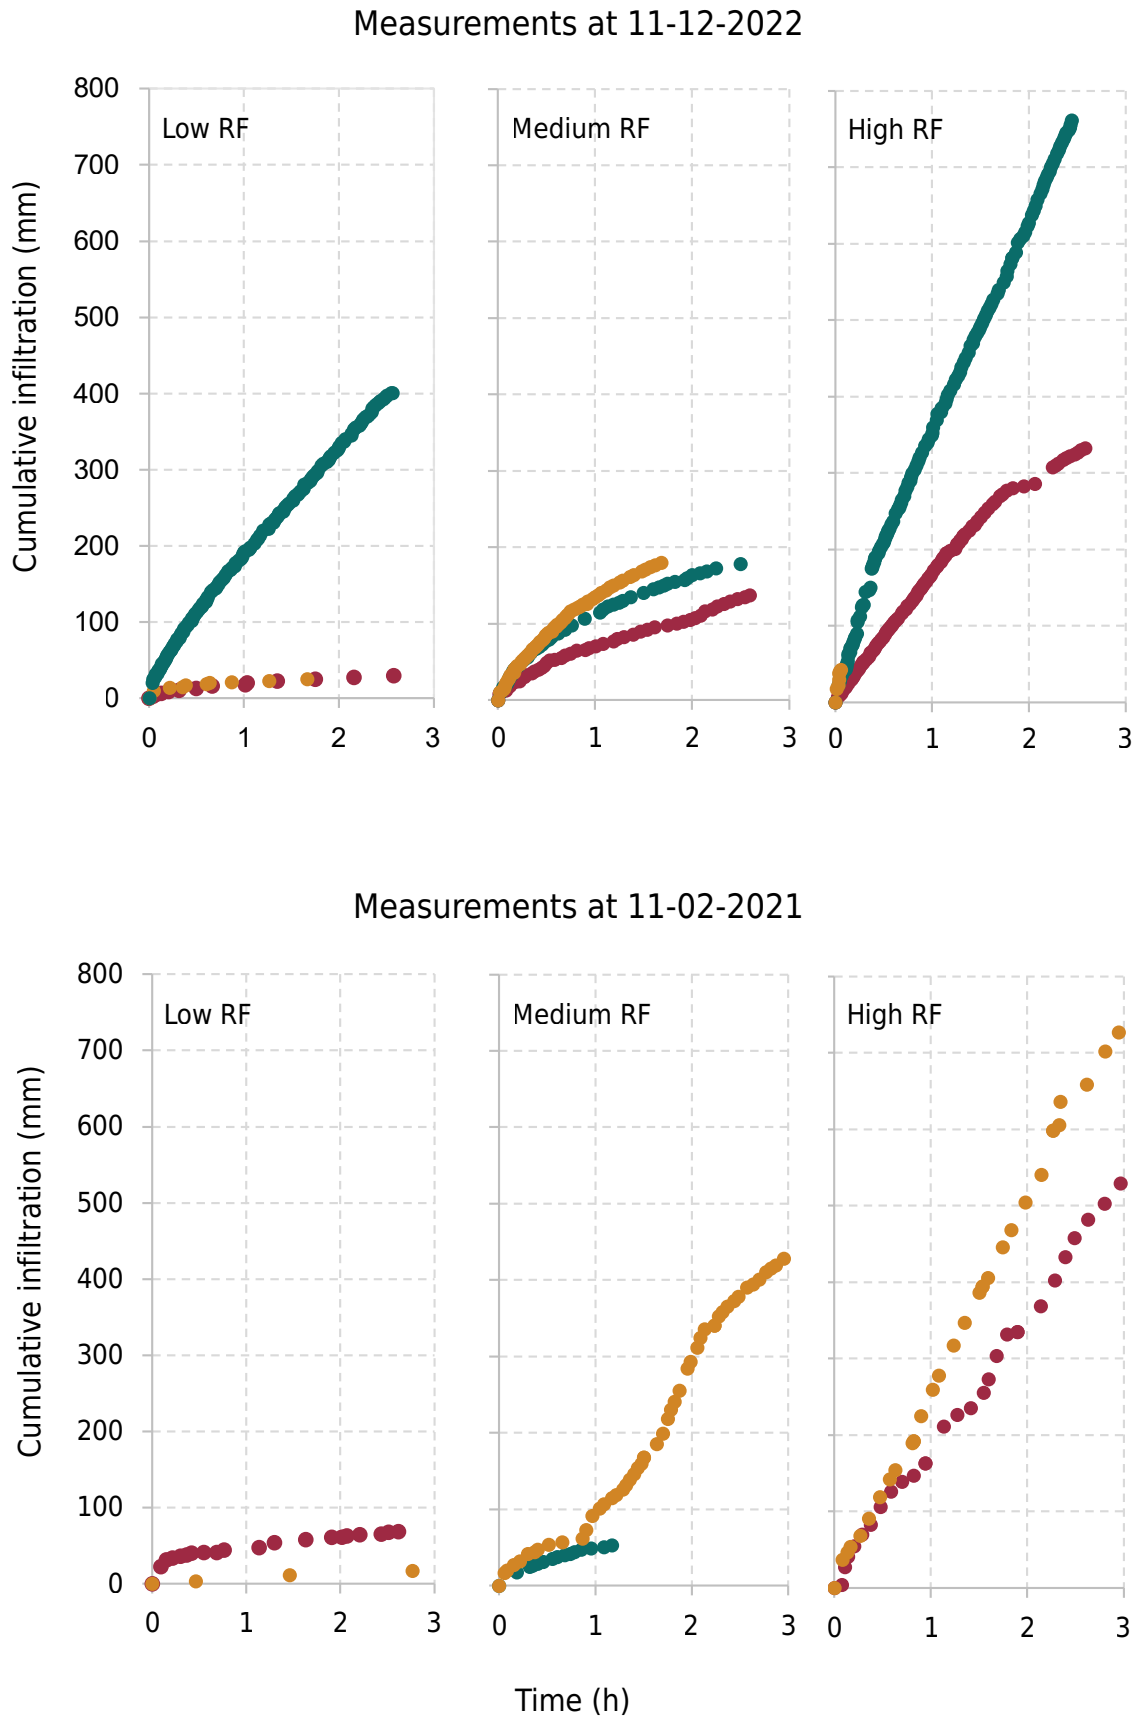 Measurements at 11-12-2022
Cumulative infiltration (mm)
800
700
600
500
400
300
200
100
0
Low RF
0 1 2 3
Medium RF
0 1 2 3
High RF
0 1 2 3
Measurements at 11-02-2021
Cumulative infiltration (mm)
800
700
600
500
400
300
200
100
0
Low RF
0 1 2 3
Medium RF
0 1 2 3
High RF
0 1 2 3
Time (h)